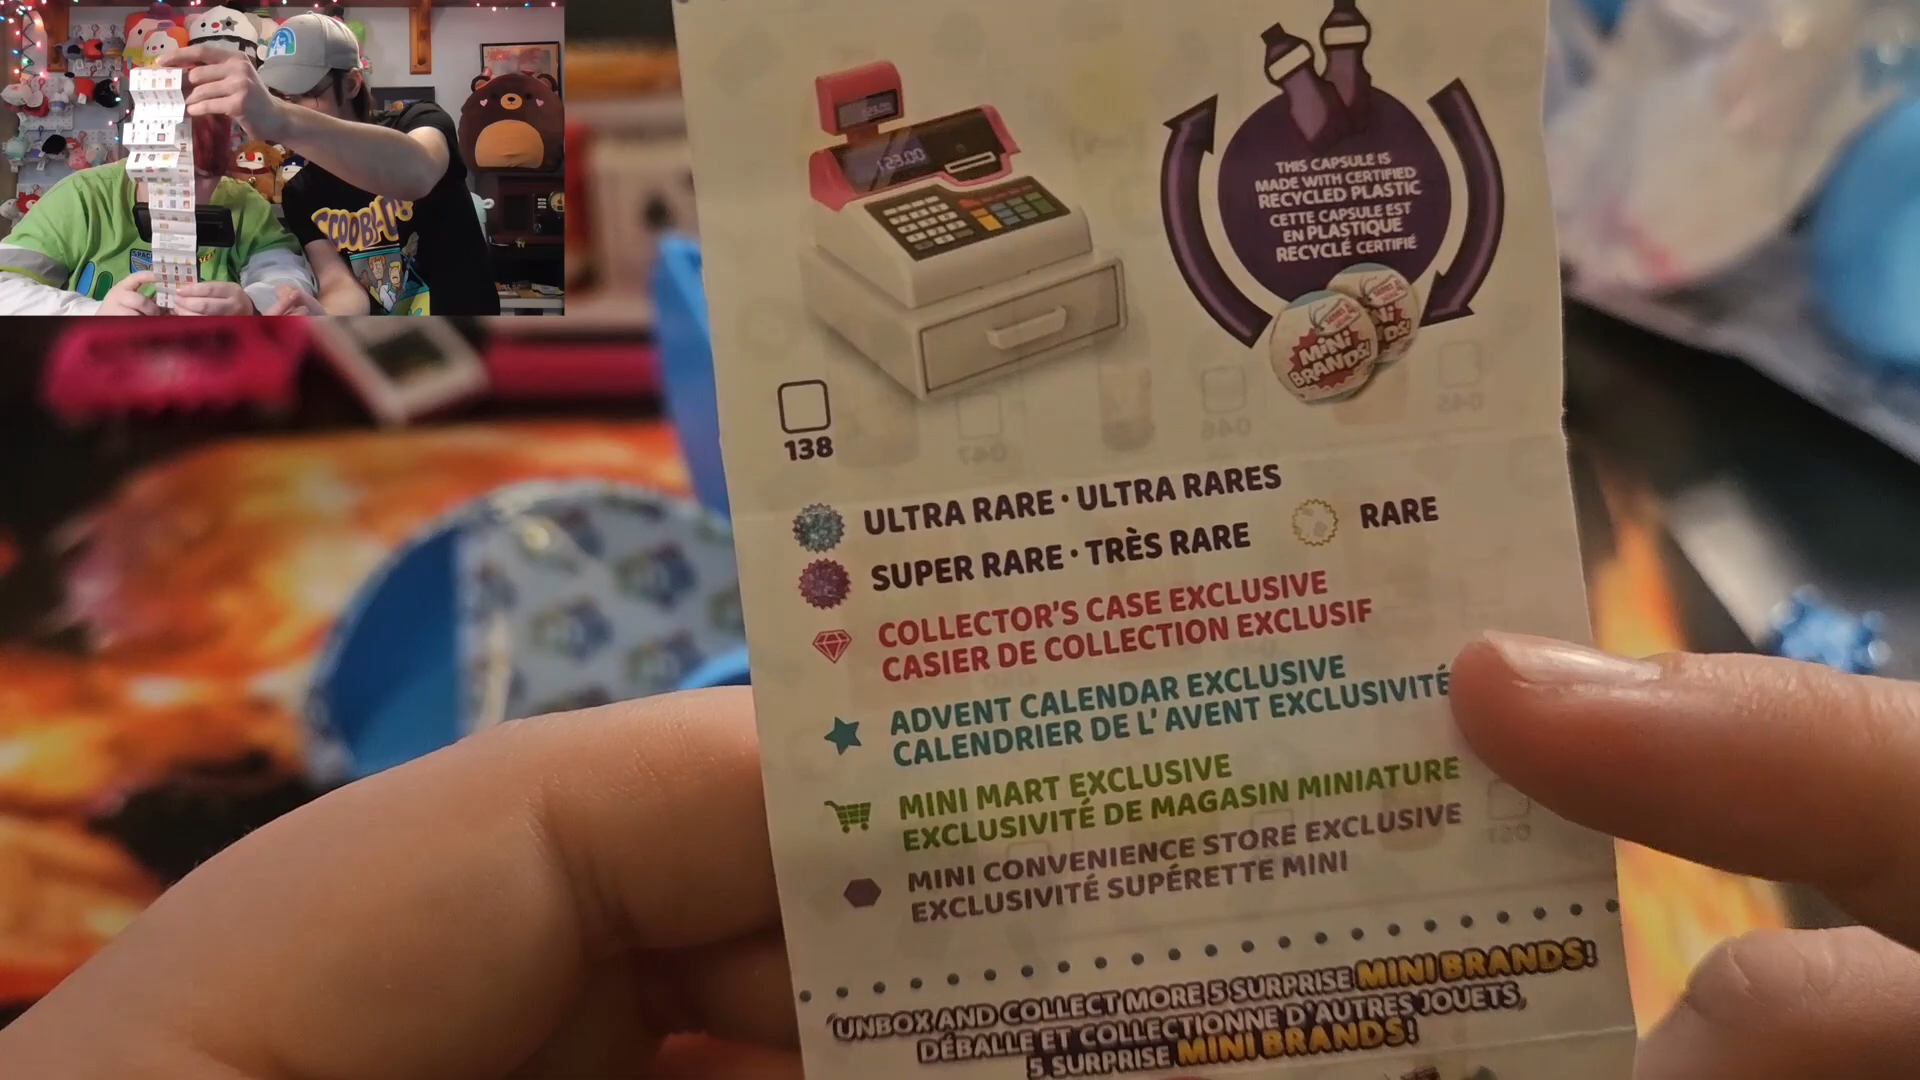 SCOOBY-DOO
THIS CAPSULE IS
MADE WITH CERTIFIED
RECYCLED PLASTIC
CETTE CAPSULE EST
EN PLASTIQUE
RECYCLÉ CERTIFIÉ
MINI
BRANDS!
138
ULTRA RARE · ULTRA RARES
SUPER RARE · TRÈS RARE
RARE
COLLECTOR'S CASE EXCLUSIVE
CASIER DE COLLECTION EXCLUSIF
ADVENT CALENDAR EXCLUSIVE
CALENDRIER DE L' AVENT EXCLUSIVITÉ
MINI MART EXCLUSIVE
EXCLUSIVITÉ DE MAGASIN MINIATURE
MINI CONVENIENCE STORE EXCLUSIVE
EXCLUSIVITÉ SUPÉRETTE MINI
UNBOX AND COLLECT MORE 5 SURPRISE MINI BRANDS!
DÉBALLE ET COLLECTIONNE D'AUTRES JOUETS,
5 SURPRISE MINI BRANDS!